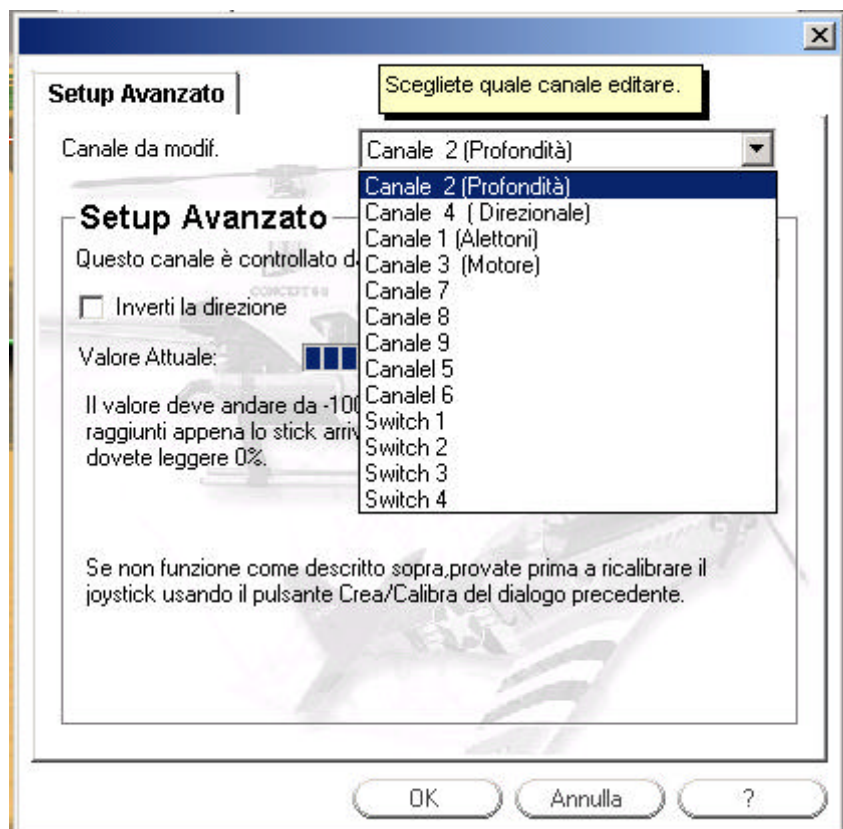 Setup Avanzato
Scegliete quale canale editare.
Canale da modif.
Canale 2 (Profondità)
Canale 2 (Profondità)
Canale 4 ( Direzionale)
Canale 1 (Alettoni)
Canale 3 (Motore)
Canale 7
Canale 8
Canale 9
Canalel 5
Canalel 6
Switch 1
Switch 2
Switch 3
Switch 4
Setup Avanzato
Questo canale è controllato
Inverti la direzione
CONCEPT 60
Valore Attuale:
Il valore deve andare da -100
raggiunti appena lo stick
dovete leggere 0%.
Se non funzione come descritto sopra,provate prima a ricalibrare il
joystick usando il pulsante Crea/Calibra del dialogo precedente.
OK
Annulla
?